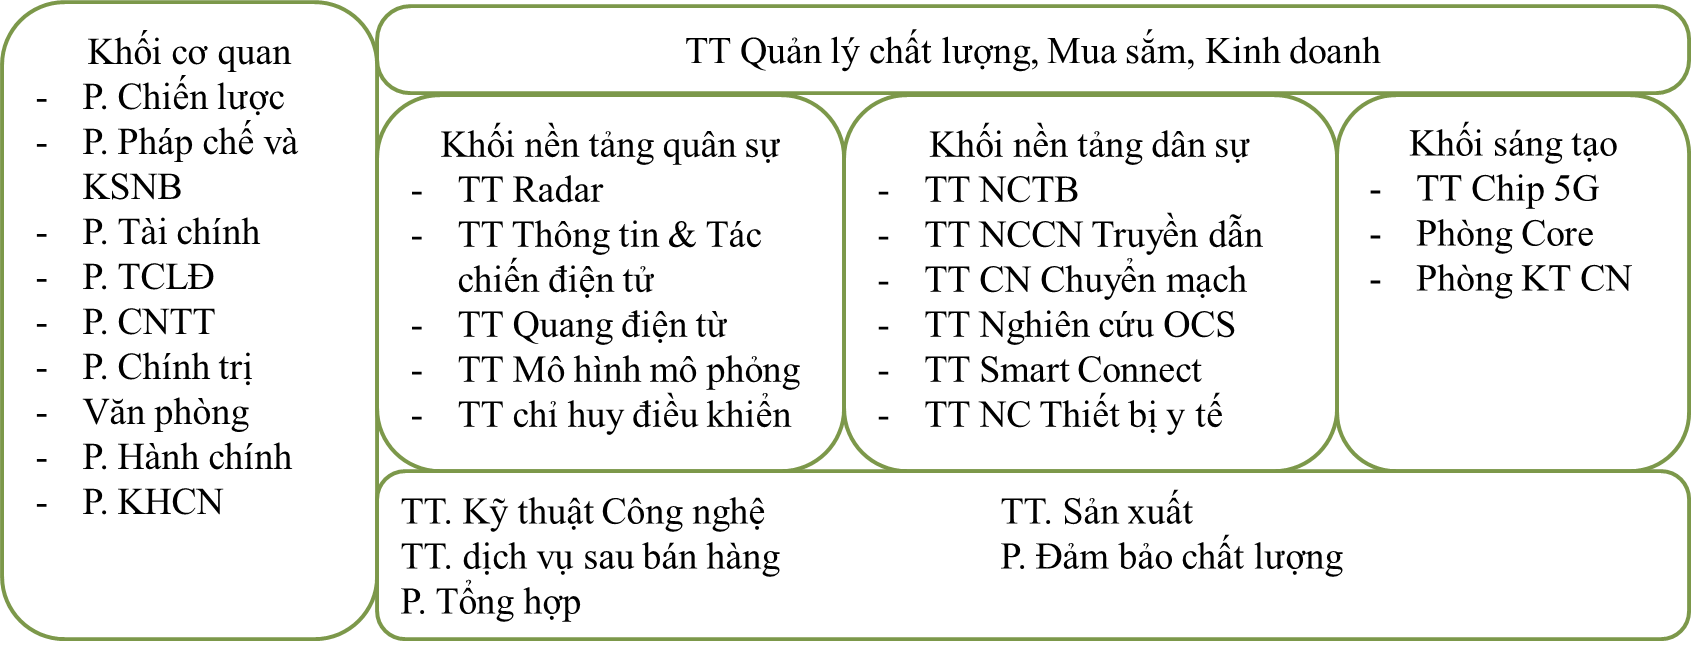 Khối cơ quan
- P. Chiến lược
- P. Pháp chế và
KSNB
- P. Tài chính
- P. TCLĐ
- P. CNTT
- P. Chính trị
- Văn phòng
- P. Hành chính
- P. KHCN
TT Quản lý chất lượng, Mua sắm, Kinh doanh
Khối nền tảng quân sự
- TT Radar
- TT Thông tin & Tác
chiến điện tử
- TT Quang điện từ
- TT Mô hình mô phỏng
- TT chỉ huy điều khiển
Khối nền tảng dân sự
- TT NCTB
- TT NCCN Truyền dẫn
- TT CN Chuyển mạch
- TT Nghiên cứu OCS
- TT Smart Connect
- TT NC Thiết bị y tế
Khối sáng tạo
- TT Chip 5G
- Phòng Core
- Phòng KT CN
TT. Kỹ thuật Công nghệ
TT. dịch vụ sau bán hàng
P. Tổng hợp
TT. Sản xuất
P. Đảm bảo chất lượng